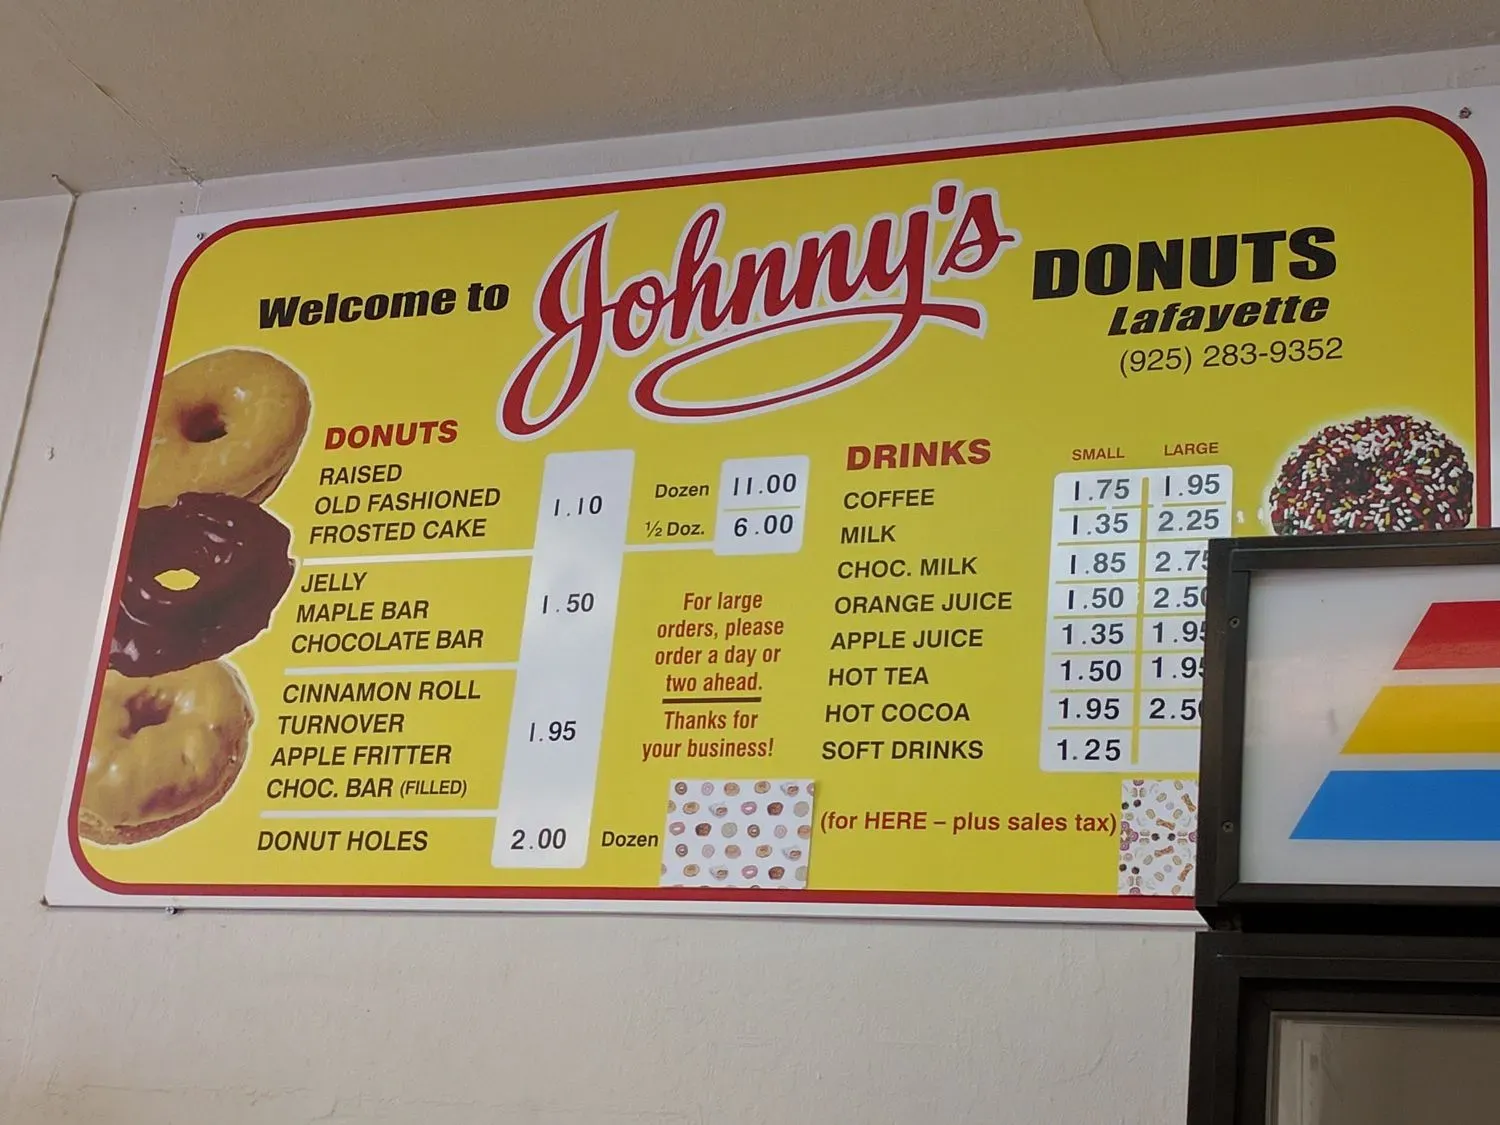 Welcome to Johnny's DONUTS
Lafayette
(925) 283-9352
DONUTS
RAISED
OLD FASHIONED
FROSTED CAKE
1.10
Dozen 11.00
½ Doz. 6.00
JELLY
MAPLE BAR
CHOCOLATE BAR
1.50
CINNAMON ROLL
TURNOVER
APPLE FRITTER
CHOC. BAR (FILLED)
1.95
DONUT HOLES 2.00 Dozen
For large
orders, please
order a day or
two ahead.
Thanks for
your business!
DRINKS SMALL LARGE
COFFEE 1.75 1.95
MILK 1.35 2.25
CHOC. MILK 1.85
ORANGE JUICE 1.50
APPLE JUICE 1.35
HOT TEA 1.50
HOT COCOA 1.95
SOFT DRINKS 1.25
(for HERE – plus sales tax)